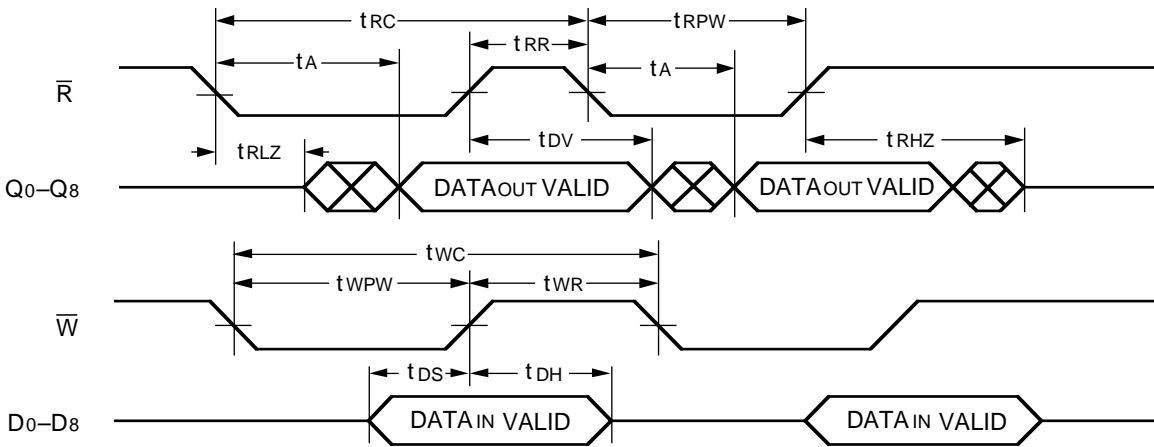 tRC tRPW
tRR
tA tA
R̅
tDV tRHZ
tRLZ
Q0–Q8 DATAOUT VALID DATAOUT VALID
tWC
tWPW tWR
W̅
tDS tDH
D0–D8 DATAIN VALID DATAIN VALID